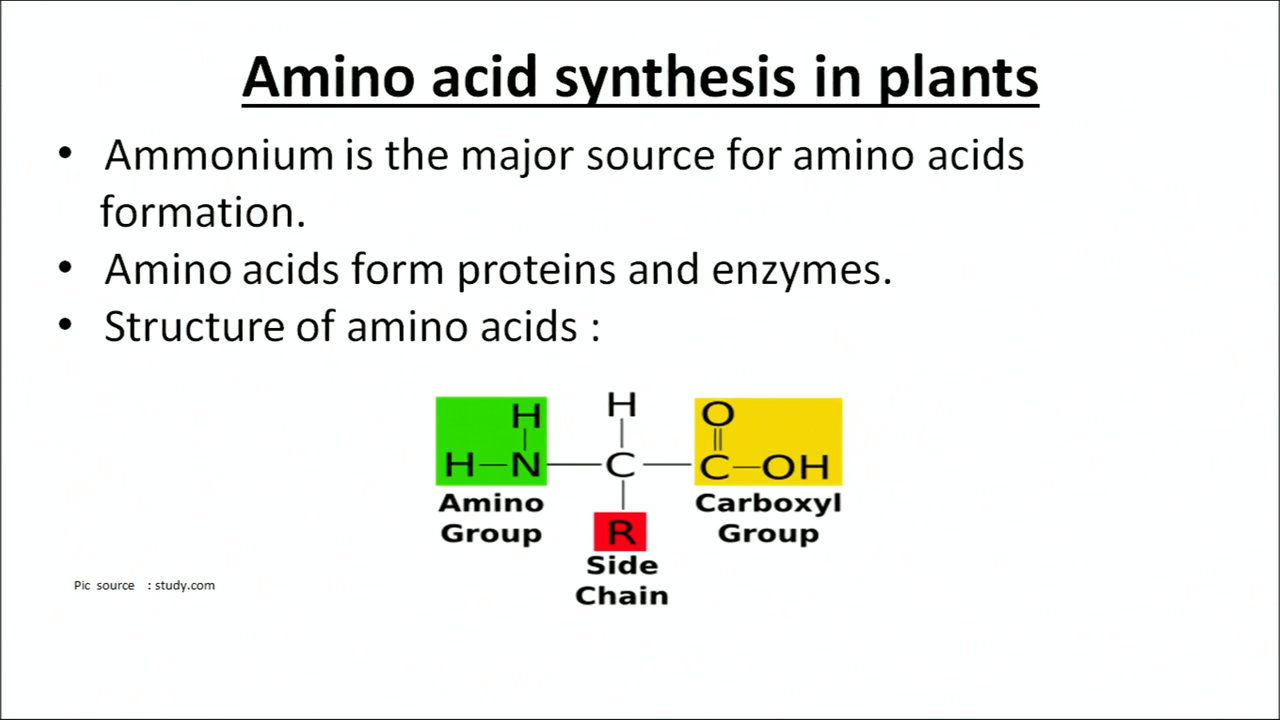 Amino acid synthesis in plants
• Ammonium is the major source for amino acids
formation.
• Amino acids form proteins and enzymes.
• Structure of amino acids :
H
H
O
H—N—C—C—OH
Amino
Group
R
Side
Chain
Carboxyl
Group
Pic source : study.com